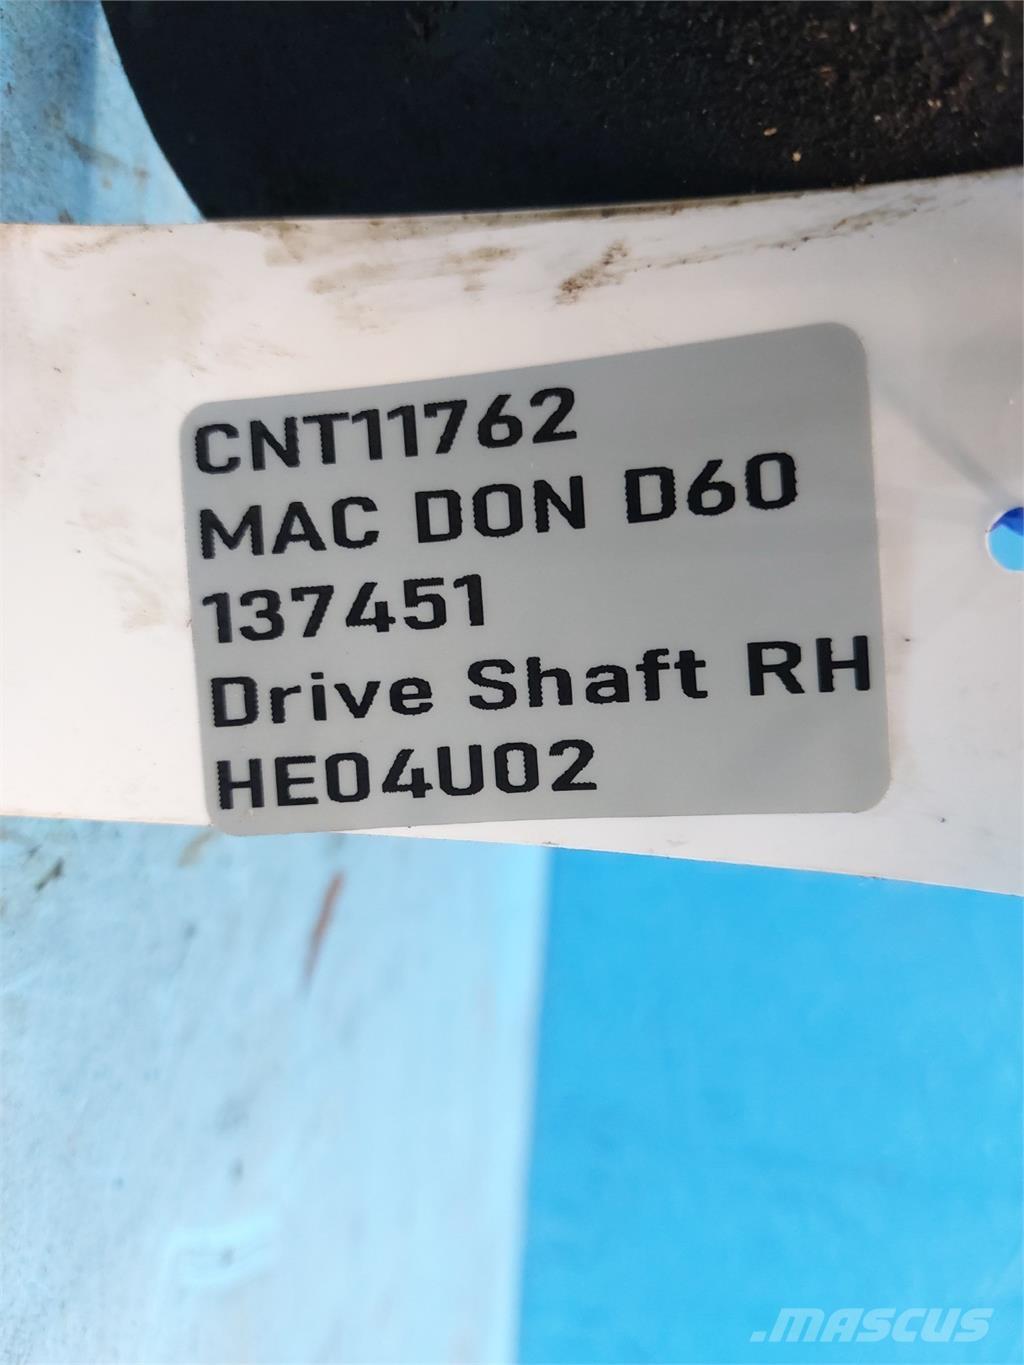 CNT11762
MAC DON D60
137451
Drive Shaft RH
HE04U02
.MASCUS